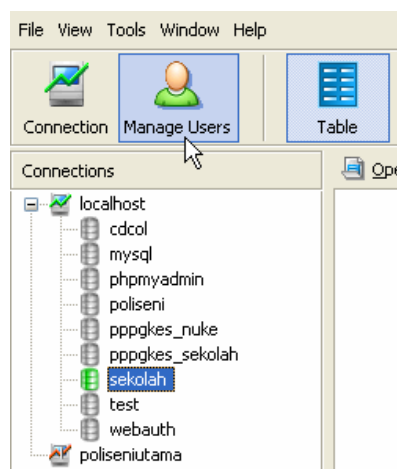 File View Tools Window Help
Connection Manage Users Table
Connections Ope
localhost
cdcol
mysql
phpmyadmin
poliseni
pppgkes_nuke
pppgkes_sekolah
sekolah
test
webauth
poliseniutama